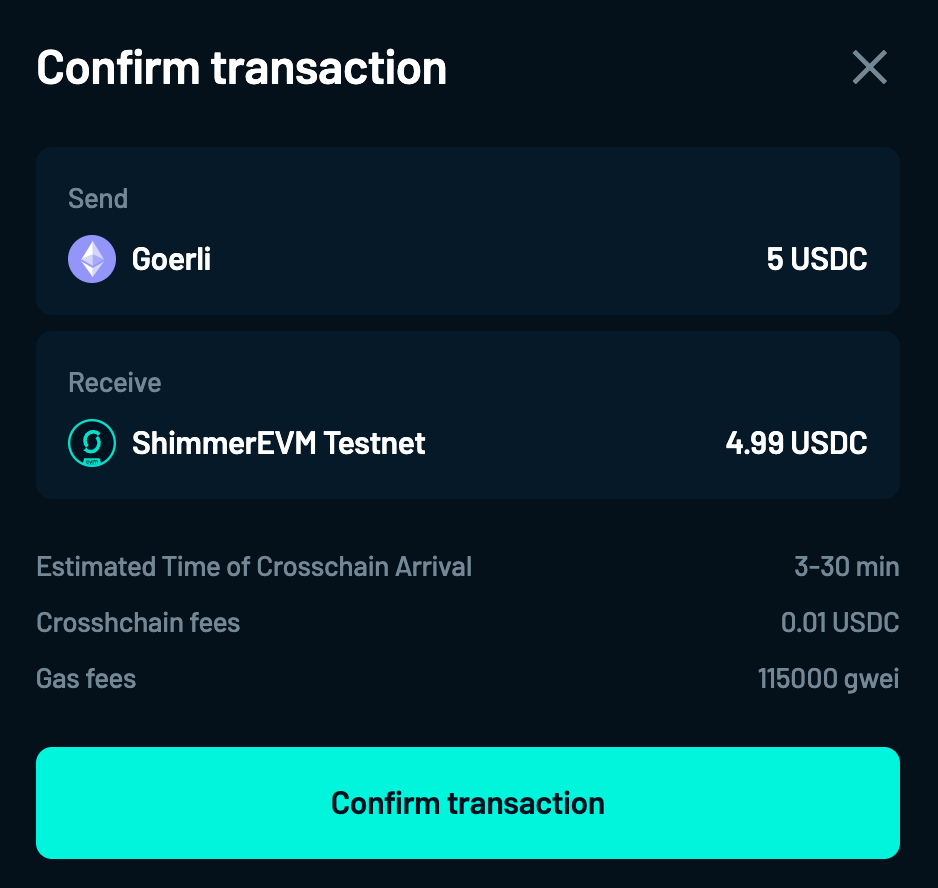 Confirm transaction
Send
Goerli 5 USDC
Receive
ShimmerEVM Testnet 4.99 USDC
Estimated Time of Crosschain Arrival 3-30 min
Crosshchain fees 0.01 USDC
Gas fees 115000 gwei
Confirm transaction